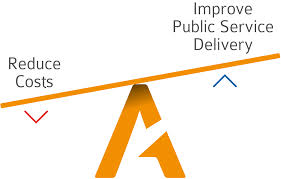 Improve
Public Service
Delivery
Reduce
Costs